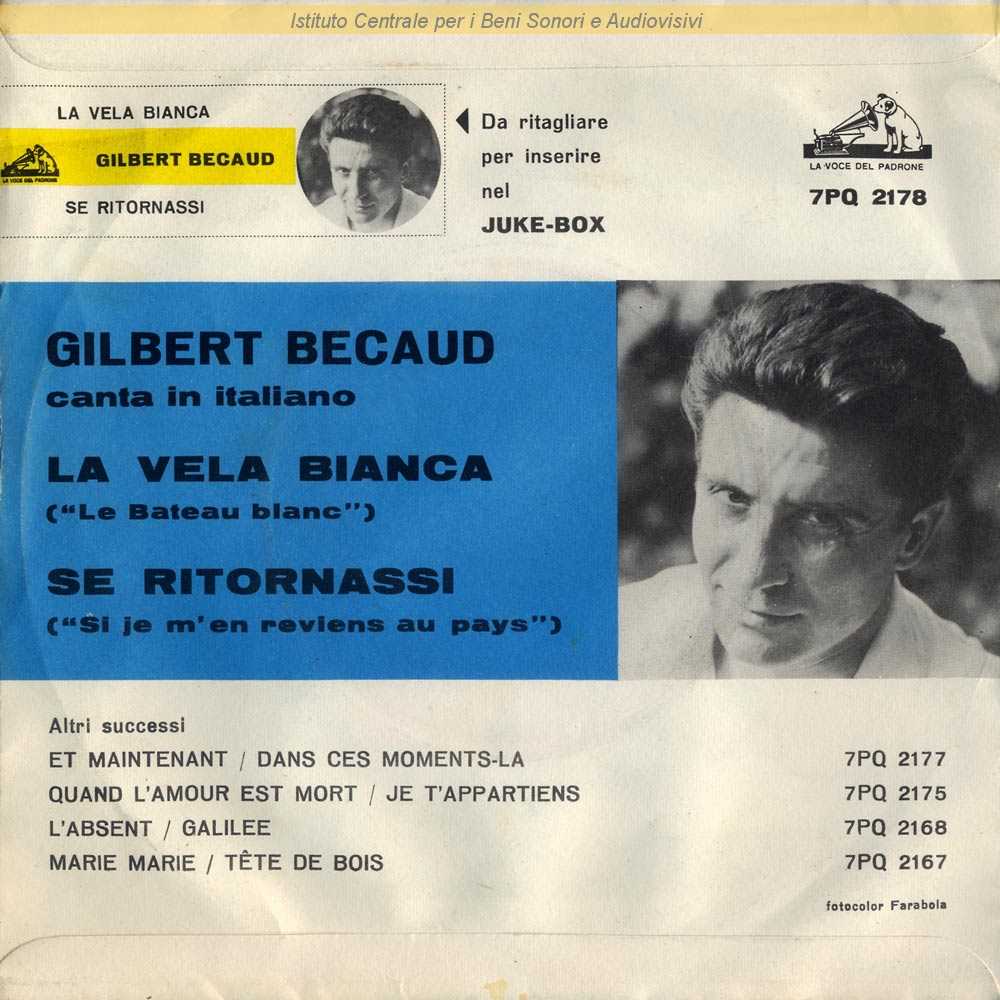 Istituto Centrale per i Beni Sonori e Audiovisivi
LA VELA BIANCA
LA VOCE DEL PADRONE
GILBERT BECAUD
SE RITORNASSI
Da ritagliare
per inserire
nel
JUKE-BOX
LA VOCE DEL PADRONE
7PQ 2178
GILBERT BECAUD
canta in italiano
LA VELA BIANCA
(“Le Bateau blanc”)
SE RITORNASSI
(“Si je m'en reviens au pays”)
Altri successi
ET MAINTENANT / DANS CES MOMENTS-LA 7PQ 2177
QUAND L'AMOUR EST MORT / JE T'APPARTIENS 7PQ 2175
L'ABSENT / GALILEE 7PQ 2168
MARIE MARIE / TÊTE DE BOIS 7PQ 2167
fotocolor Farabola